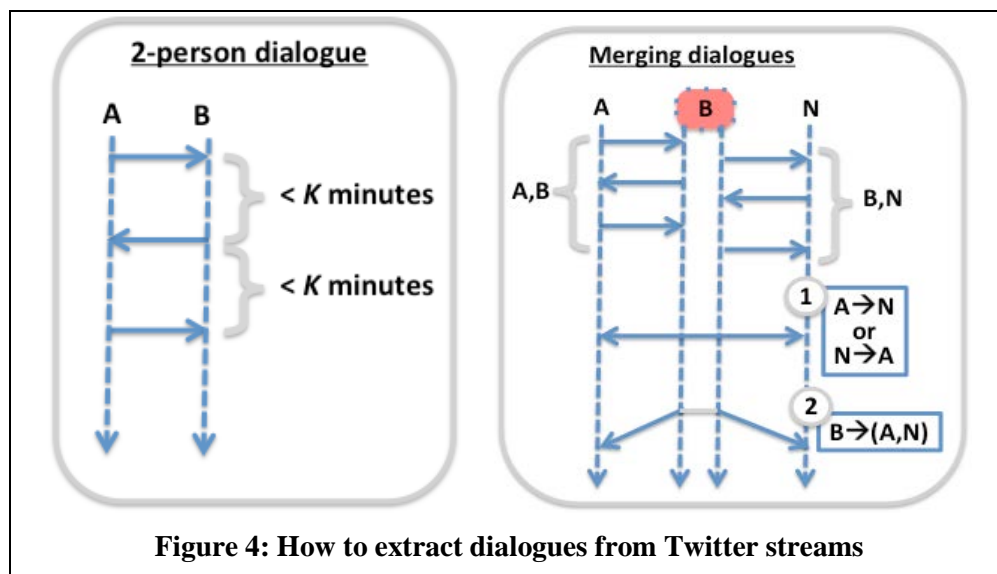 2-person dialogue
A B
< K minutes
< K minutes
Merging dialogues
A B N
A,B
B,N
1
A→N
or
N→A
2
B→(A,N)
Figure 4: How to extract dialogues from Twitter streams